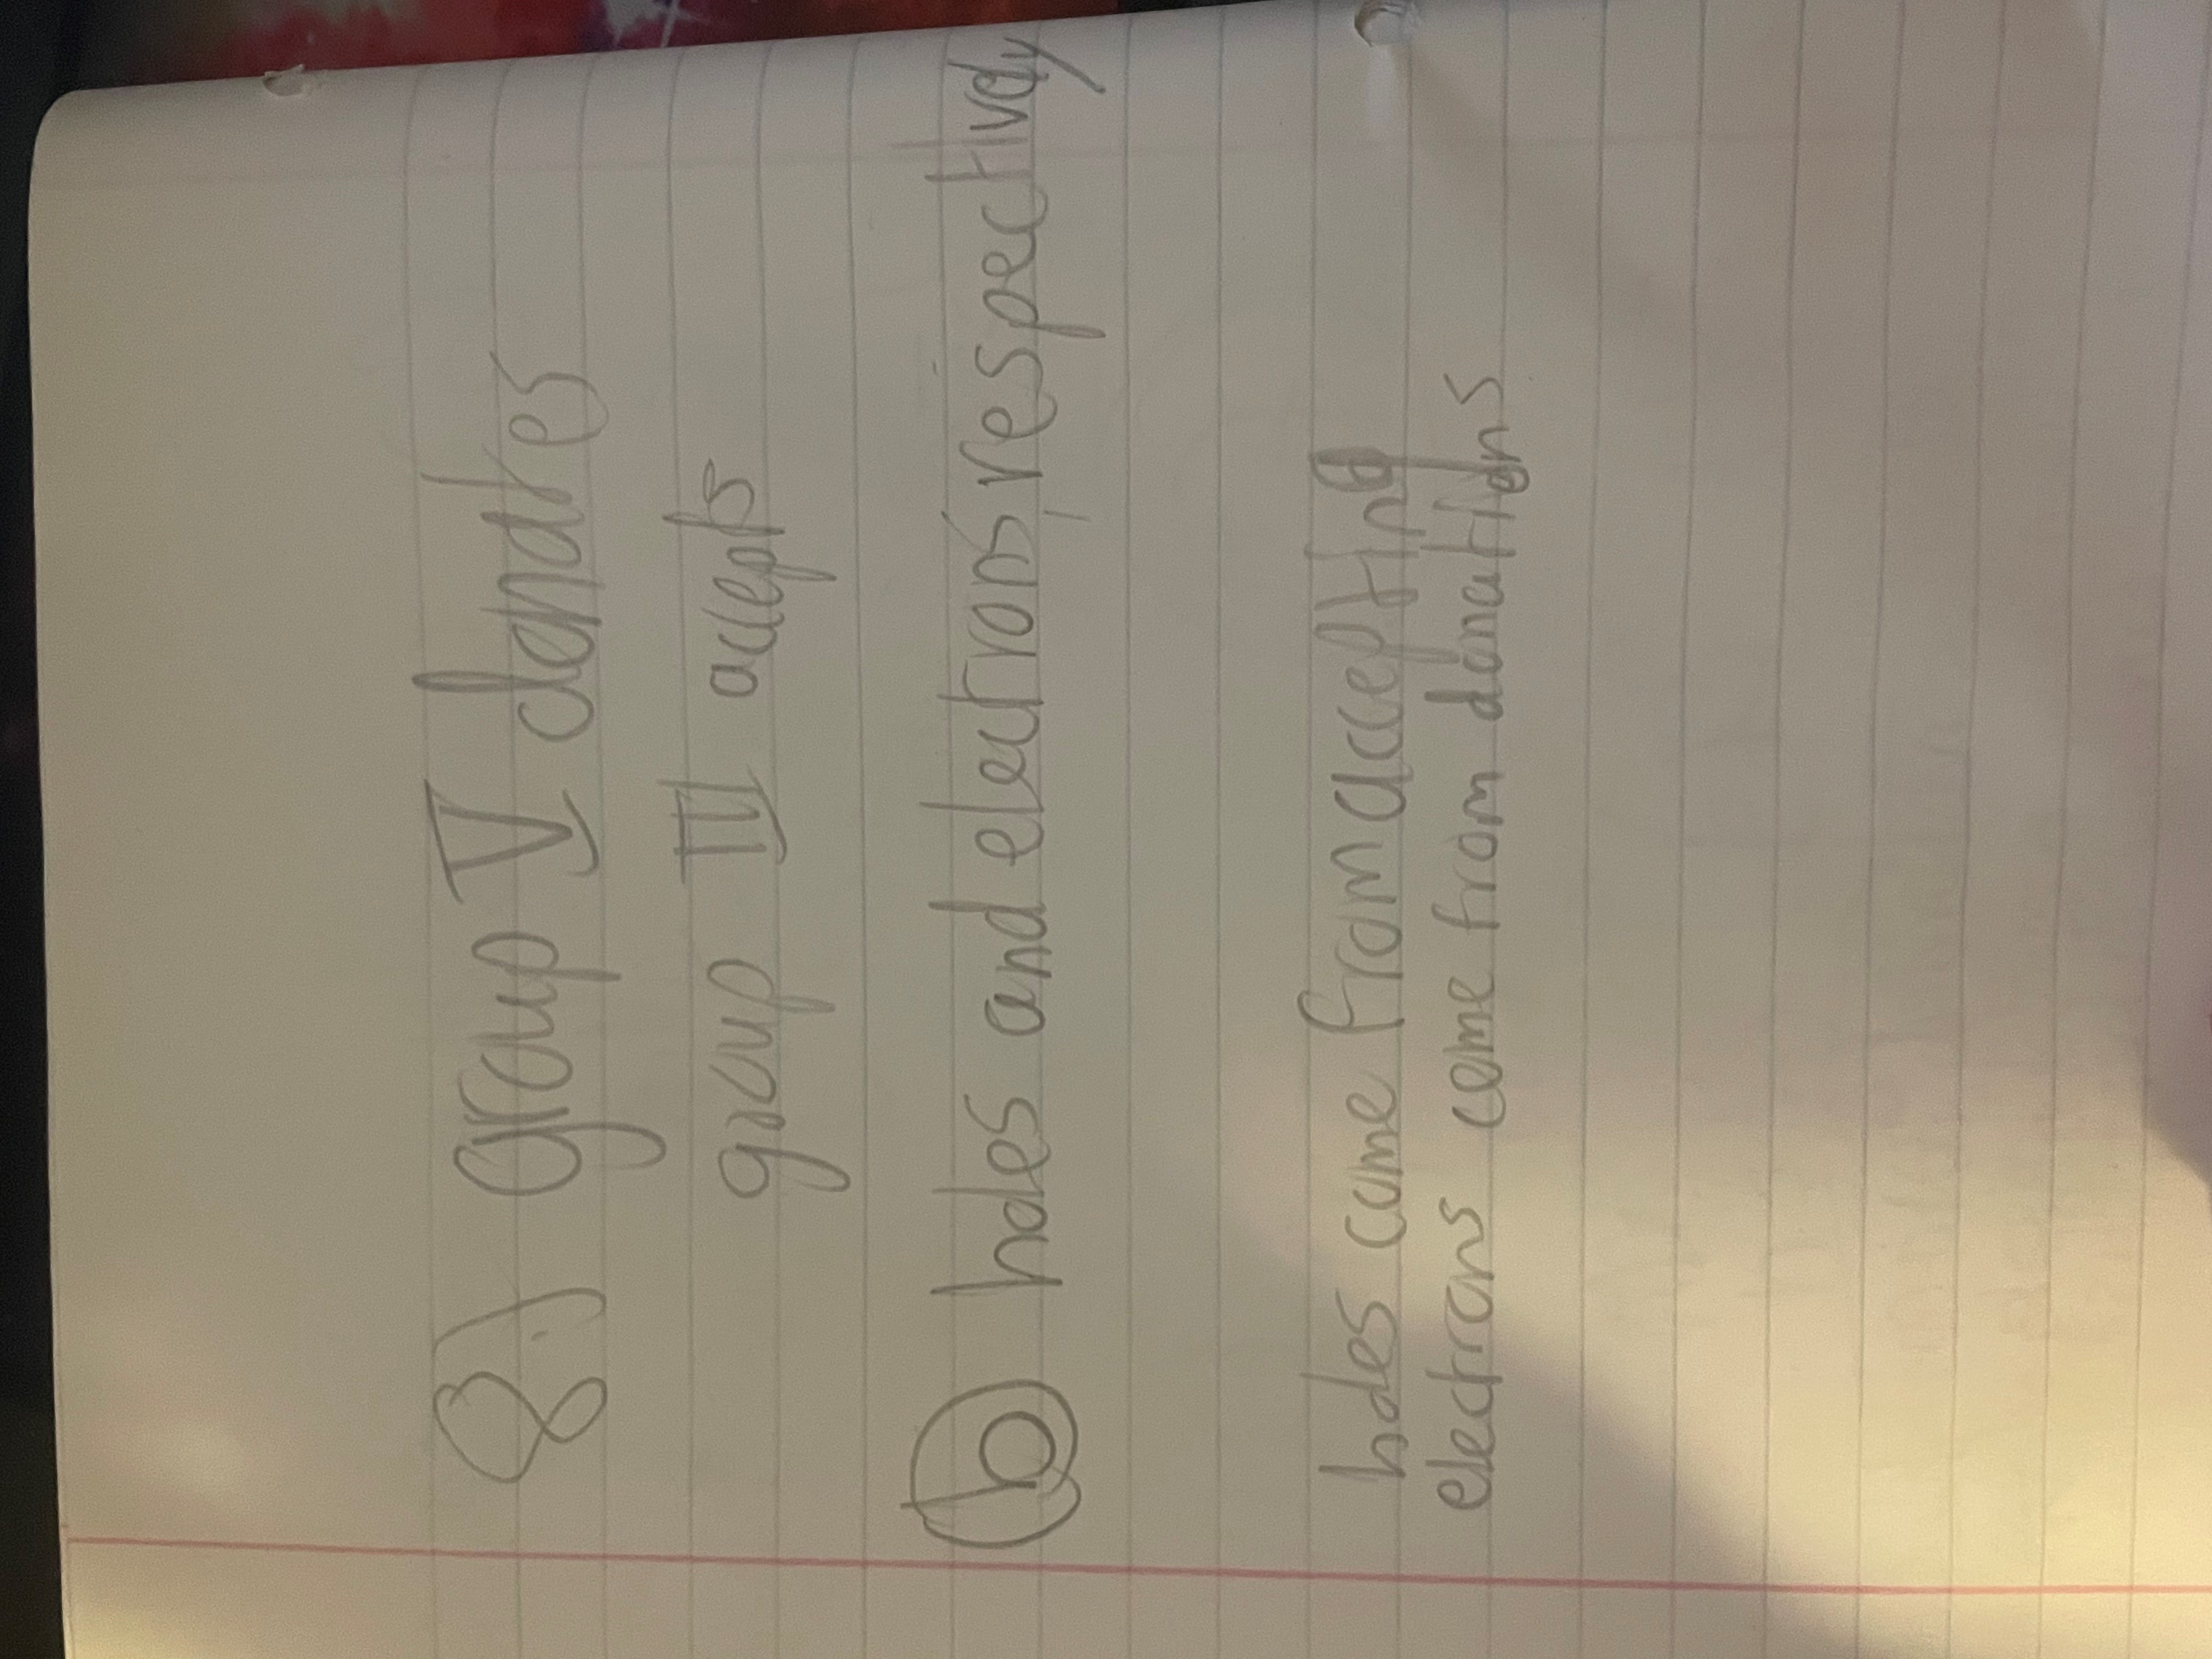 8.) group V donates
group III accepts
(b) holes and electrons, respectively
holes come from accepting
electrons come from donations